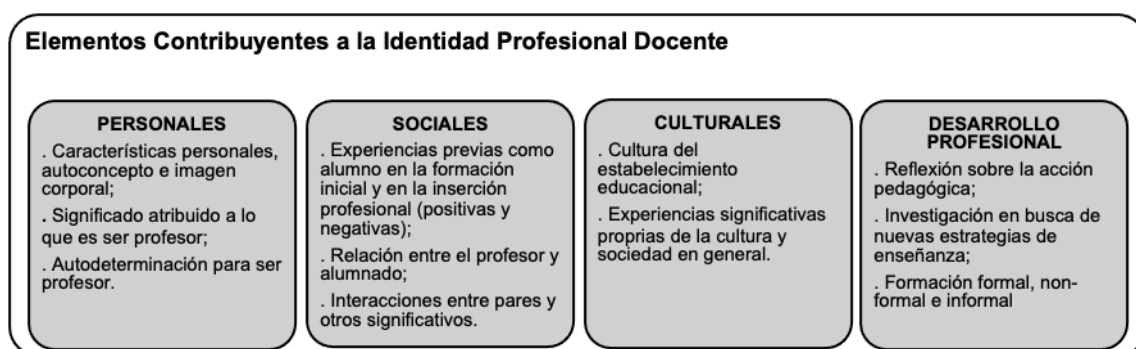 Elementos Contribuyentes a la Identidad Profesional Docente
PERSONALES
. Características personales,
autoconcepto e imagen
corporal;
. Significado atribuido a lo
que es ser profesor;
. Autodeterminación para ser
profesor.
SOCIALES
. Experiencias previas como
alumno en la formación
inicial y en la inserción
profesional (positivas y
negativas);
. Relación entre el profesor y
alumnado;
. Interacciones entre pares y
otros significativos.
CULTURALES
. Cultura del
estabelecimiento
educacional;
. Experiencias significativas
proprias de la cultura y
sociedad en general.
DESARROLLO
PROFESIONAL
. Reflexión sobre la acción
pedagógica;
. Investigación en busca de
nuevas estrategias de
enseñanza;
. Formación formal, non-
formal e informal